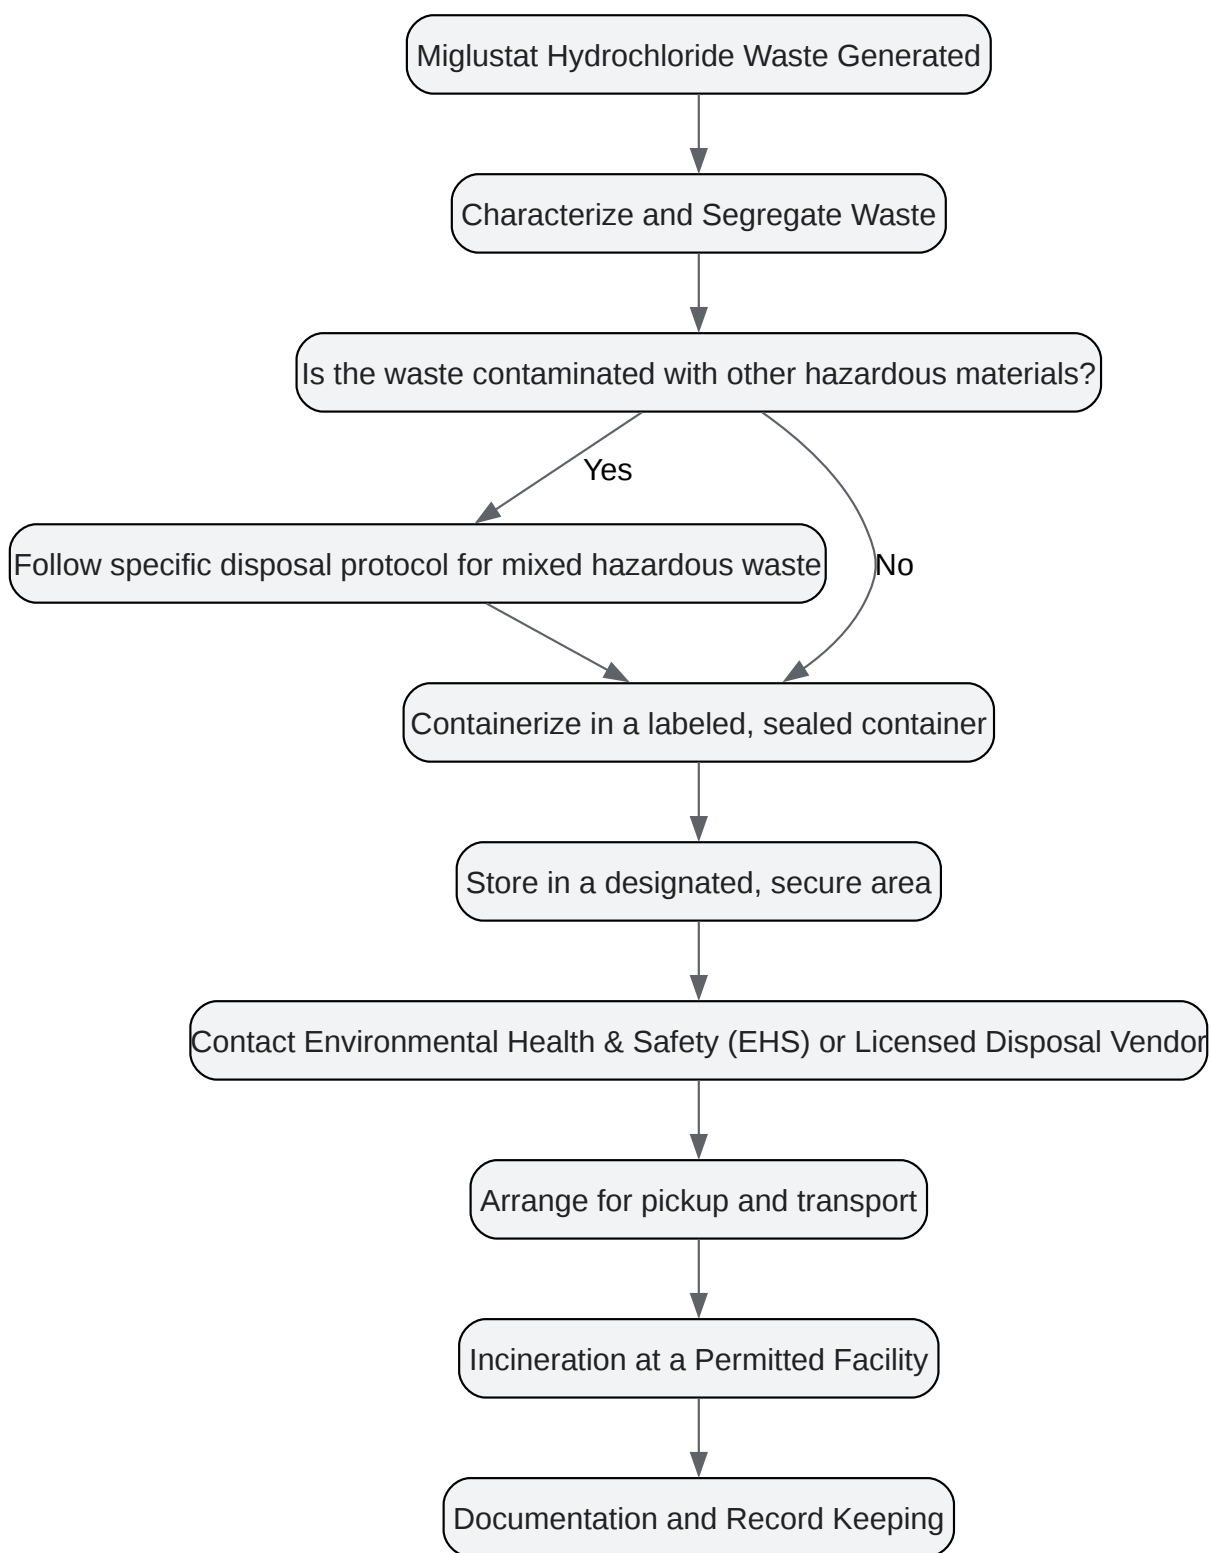 Miglustat Hydrochloride Waste Generated
Characterize and Segregate Waste
Is the waste contaminated with other hazardous materials?
Yes
Follow specific disposal protocol for mixed hazardous waste
No
Containerize in a labeled, sealed container
Store in a designated, secure area
Contact Environmental Health & Safety (EHS) or Licensed Disposal Vendor
Arrange for pickup and transport
Incineration at a Permitted Facility
Documentation and Record Keeping